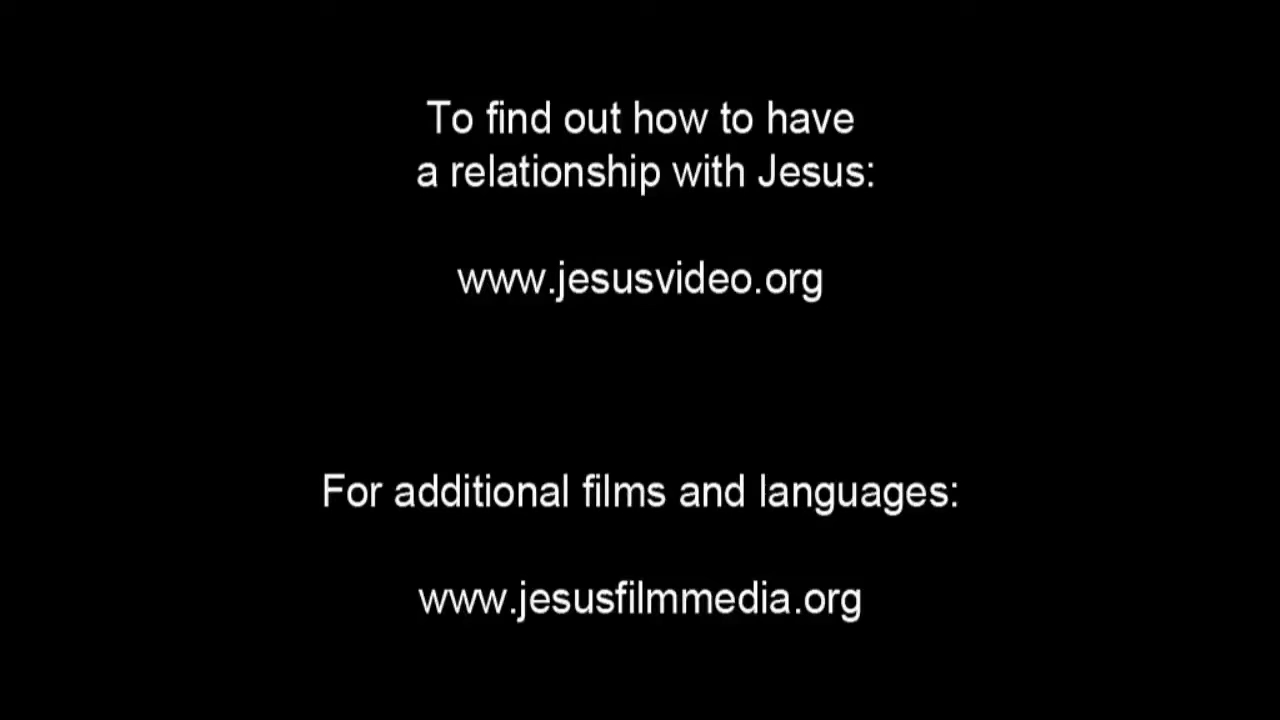 To find out how to have
a relationship with Jesus:
www.jesusvideo.org
For additional films and languages:
www.jesusfilmmedia.org